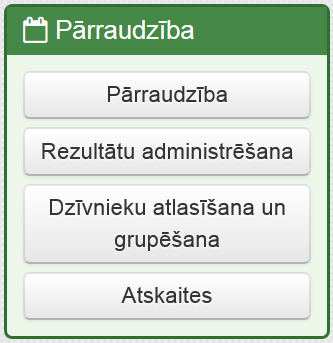 Pārraudzība
Pārraudzība
Rezultātu administrēšana
Dzīvnieku atlasīšana un
grupēšana
Atskaites